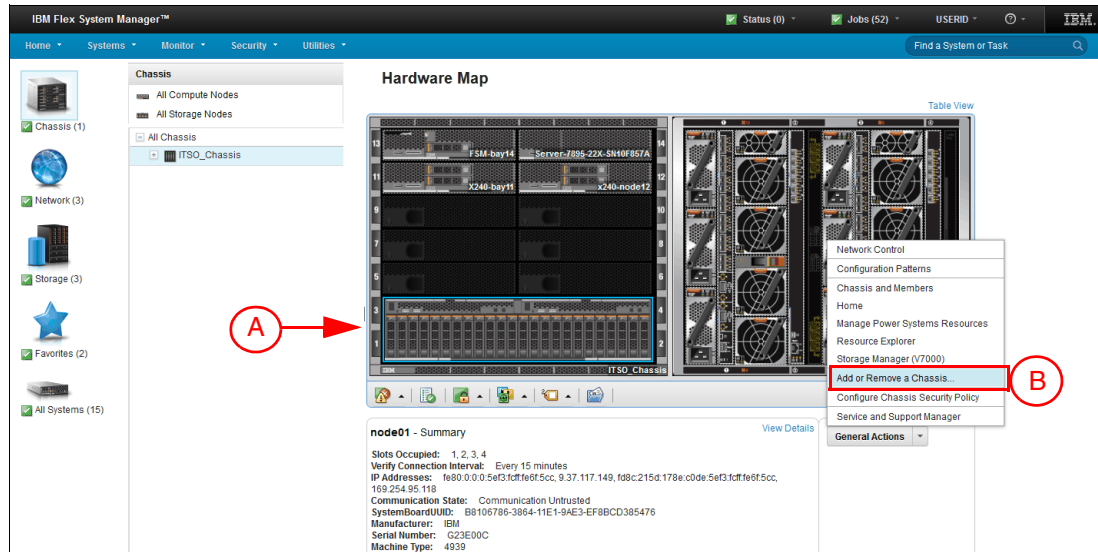 IBM Flex System Manager™
Status (0)
Jobs (52)
USERID
IBM.
Home
Systems
Monitor
Security
Utilities
Find a System or Task
Chassis (1)
Network (3)
Storage (3)
Favorites (2)
All Systems (15)
Chassis
All Compute Nodes
All Storage Nodes
All Chassis
ITSO_Chassis
Hardware Map
Table View
13
FSM-bay14
Server-7895-22X-SN10F857A
14
11
X240-bay11
x240-node12
12
9
10
7
8
5
6
3
4
1
2
IBM
ITSO_Chassis
A
Network Control
Configuration Patterns
Chassis and Members
Home
Manage Power Systems Resources
Resource Explorer
Storage Manager (V7000)
Add or Remove a Chassis...
B
Configure Chassis Security Policy
Service and Support Manager
General Actions
node01 - Summary
View Details
Slots Occupied: 1, 2, 3, 4
Verify Connection Interval: Every 15 minutes
IP Addresses: fe80:0:0:0:5ef3:fcff:fe6f:5cc, 9.37.117.149, fd8c:215d:178e:c0de:5ef3:fcff:fe6f:5cc,
169.254.95.118
Communication State: Communication Untrusted
SystemBoardUUID: B8106786-3864-11E1-9AE3-EF8BCD385476
Manufacturer: IBM
Serial Number: G23E00C
Machine Type: 4939